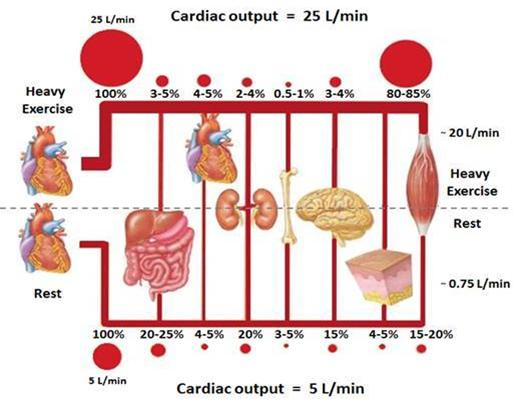 Cardiac output = 25 L/min
25 L/min
Heavy
Exercise
100% 3-5% 4-5% 2-4% 0.5-1% 3-4% 80-85%
~ 20 L/min
Heavy
Exercise
Rest
Rest
~ 0.75 L/min
100% 20-25% 4-5% 20% 3-5% 15% 4-5% 15-20%
5 L/min
Cardiac output = 5 L/min